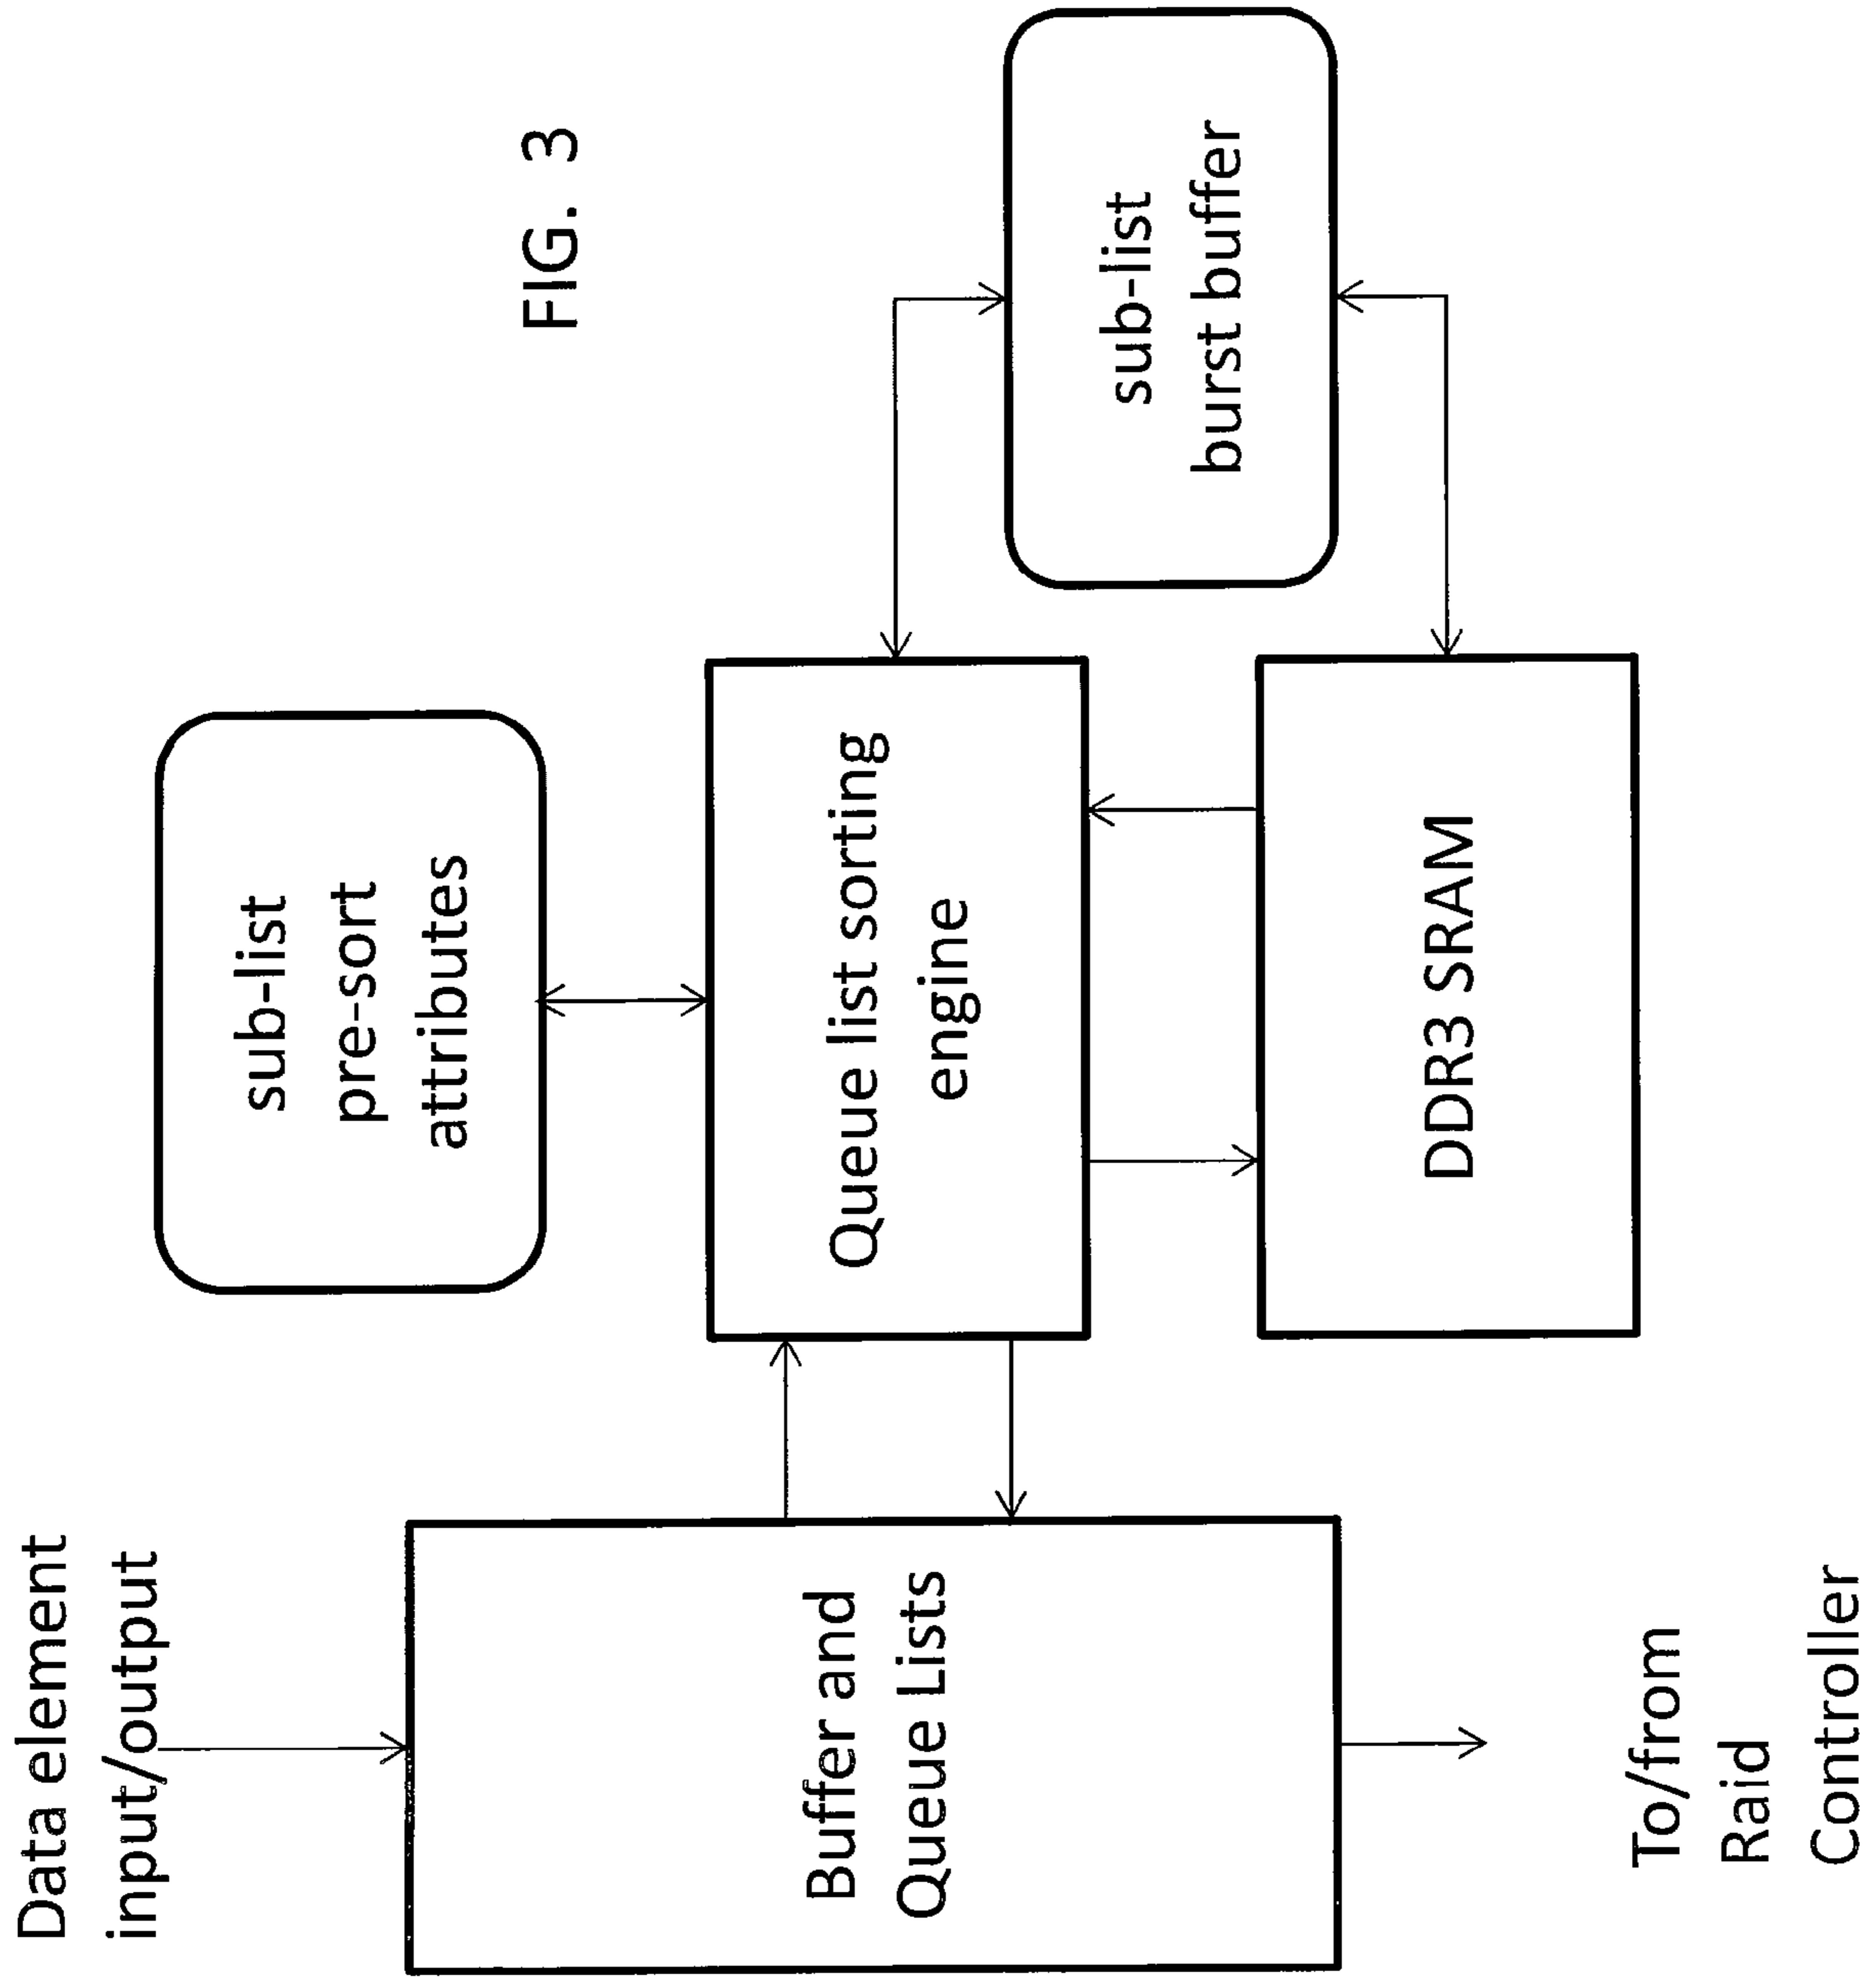 Data element
input/output
Buffer and
Queue Lists
To/from
Raid
Controller
sub-list
pre-sort
attributes
Queue list sorting
engine
DDR3 SRAM
FIG. 3
sub-list
burst buffer